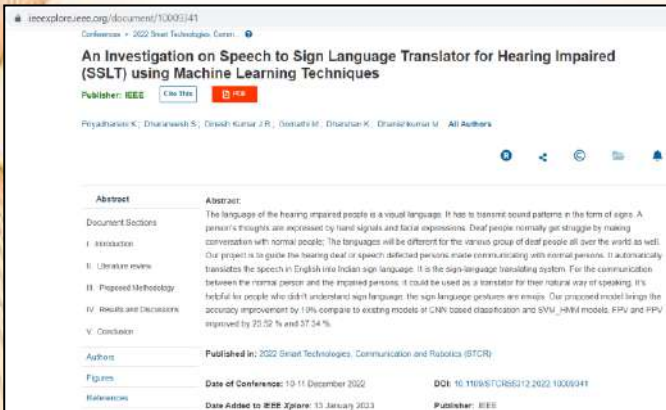 ieeexplore.ieee.org/document/10009341
Conferences > 2022 Smart Technologies, Comm...
An Investigation on Speech to Sign Language Translator for Hearing Impaired
(SSLT) using Machine Learning Techniques
Publisher: IEEE Cite This PDF
Priyadharsini K; Dharaneesh S; Dinesh Kumar J R; Gomathi M; Dharshan K; Dhanishkumar M All Authors
Abstract
Document Sections
I. Introduction
II. Literature review
III. Proposed Methodology
IV. Results and Discussions
V. Conclusion
Authors
Figures
References
Abstract:
The language of the hearing impaired people is a visual language. It has to transmit sound patterns in the form of signs. A
person's thoughts are expressed by hand signals and facial expressions. Deaf people normally get struggle by making
conversation with normal people; The languages will be different for the various group of deaf people all over the world as well.
Our project is to guide the hearing deaf or speech defected persons made communicating with normal persons. It automatically
translates the speech in English into Indian sign language. It is the sign-language translating system. For the communication
between the normal person and the impaired persons, it could be used as a translator for their natural way of speaking. It's
helpful for people who didn't understand sign language, the sign language gestures are emojis. Our proposed model brings the
accuracy improvement by 10% compare to existing models of CNN based classification and SVM_HMM models. FPV and PPV
improved by 25.52 % and 37.34 %.
Published in: 2022 Smart Technologies, Communication and Robotics (STCR)
Date of Conference: 10-11 December 2022
DOI: 10.1109/STCR55312.2022.10009341
Date Added to IEEE Xplore: 13 January 2023
Publisher: IEEE